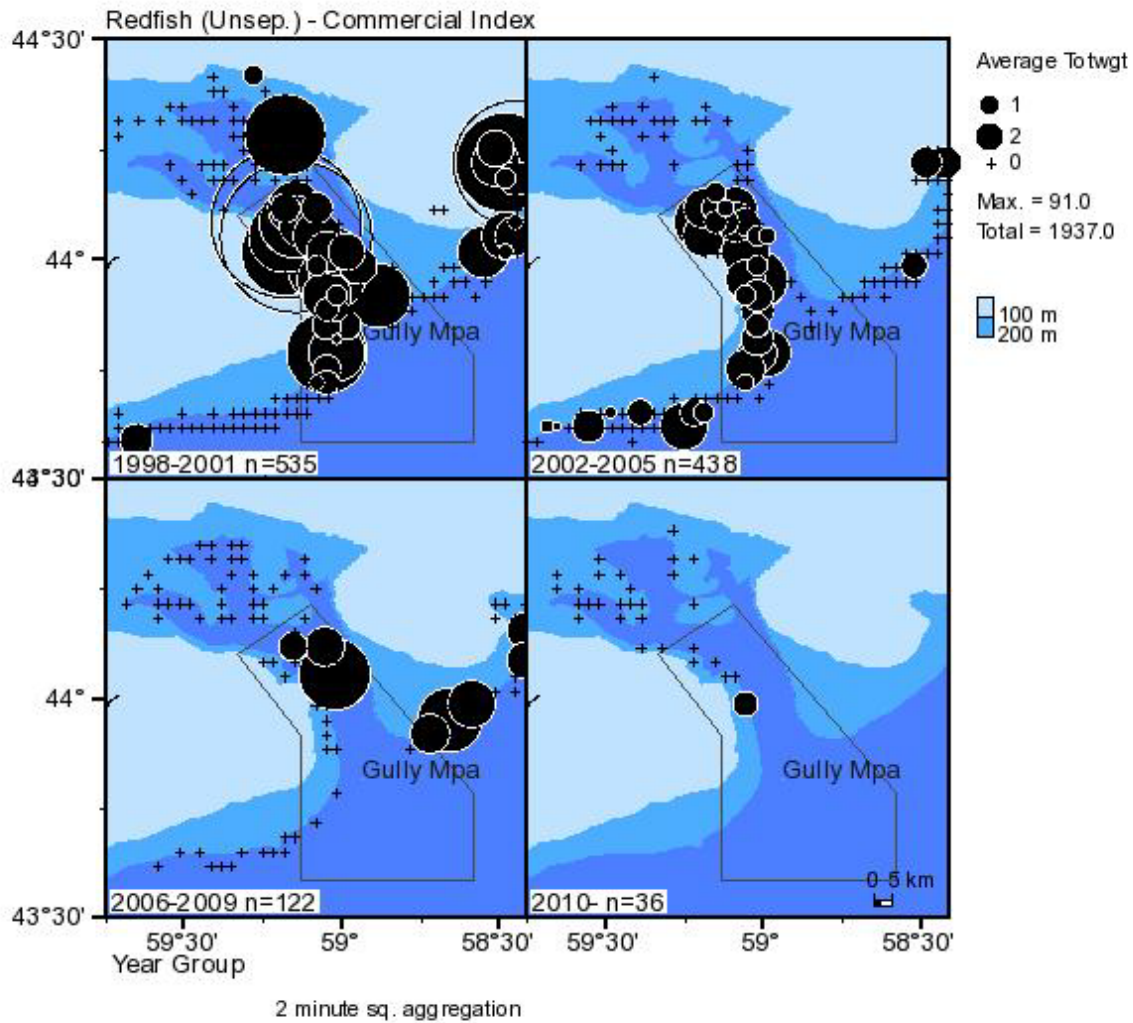 Redfish (Unsep.) - Commercial Index
44°30'
Average Totwgt
1
2
0
Max. = 91.0
Total = 1937.0
44°
100 m
200 m
Gully Mpa
Gully Mpa
1998-2001 n=535
2002-2005 n=438
43°30'
44°
Gully Mpa
Gully Mpa
0 5 km
2006-2009 n=122
2010- n=36
43°30'
59°30'
59°
58°30'
59°30'
59°
58°30'
Year Group
2 minute sq. aggregation